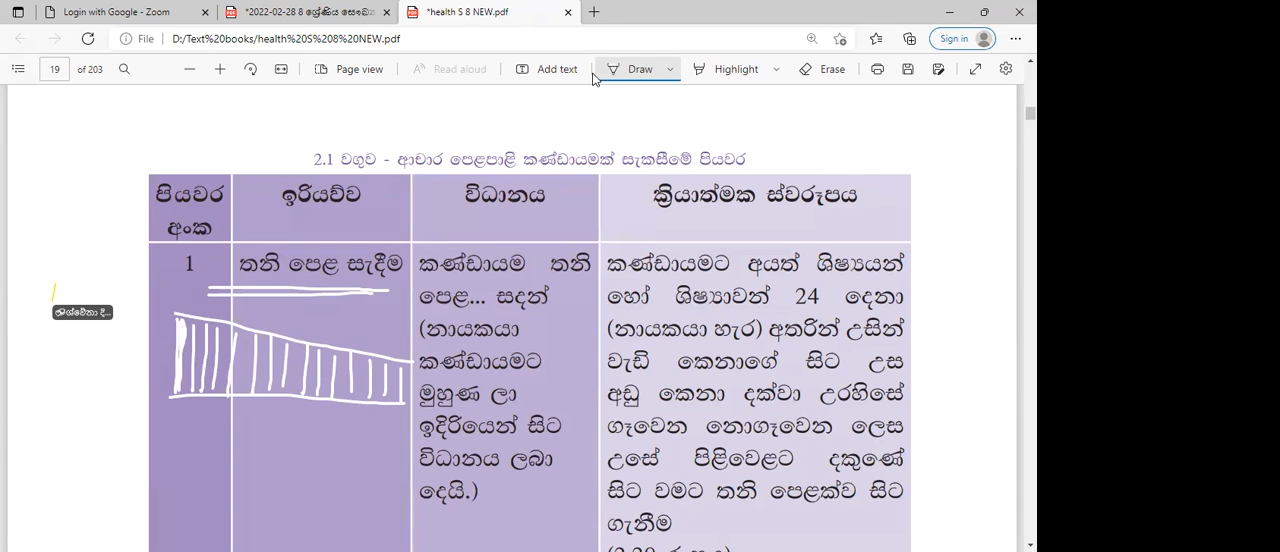 Login with Google - Zoom
*2022-02-28 8 ශ්‍රේණිය සෞඛ්‍ය
*health S 8 NEW.pdf
File
D:/Text%20books/health%20S%208%20NEW.pdf
Sign in
19 of 203
Page view
Read aloud
Add text
Draw
Highlight
Erase
2.1 වගුව - ආචාර පෙළපාළි කණ්ඩායමක් සැකසීමේ පියවර
පියවර අංක
ඉරියව්ව
විධානය
ක්‍රියාත්මක ස්වරූපය
1
තනි පෙළ සැදීම
කණ්ඩායම තනි
පෙළ... සදන්
(නායකයා
කණ්ඩායමට
මුහුණ ලා
ඉදිරියෙන් සිට
විධානය ලබා
දෙයි.)
කණ්ඩායමට අයත් ශිෂ්‍යයන්
හෝ ශිෂ්‍යාවන් 24 දෙනා
(නායකයා හැර) අතරින් උසින්
වැඩි කෙනාගේ සිට උස
අඩු කෙනා දක්වා උරහිසේ
ගෑවෙන නොගෑවෙන ලෙස
උසේ පිළිවෙළට දකුණේ
සිට වමට තනි පෙළක්ව සිට
ගැනීම